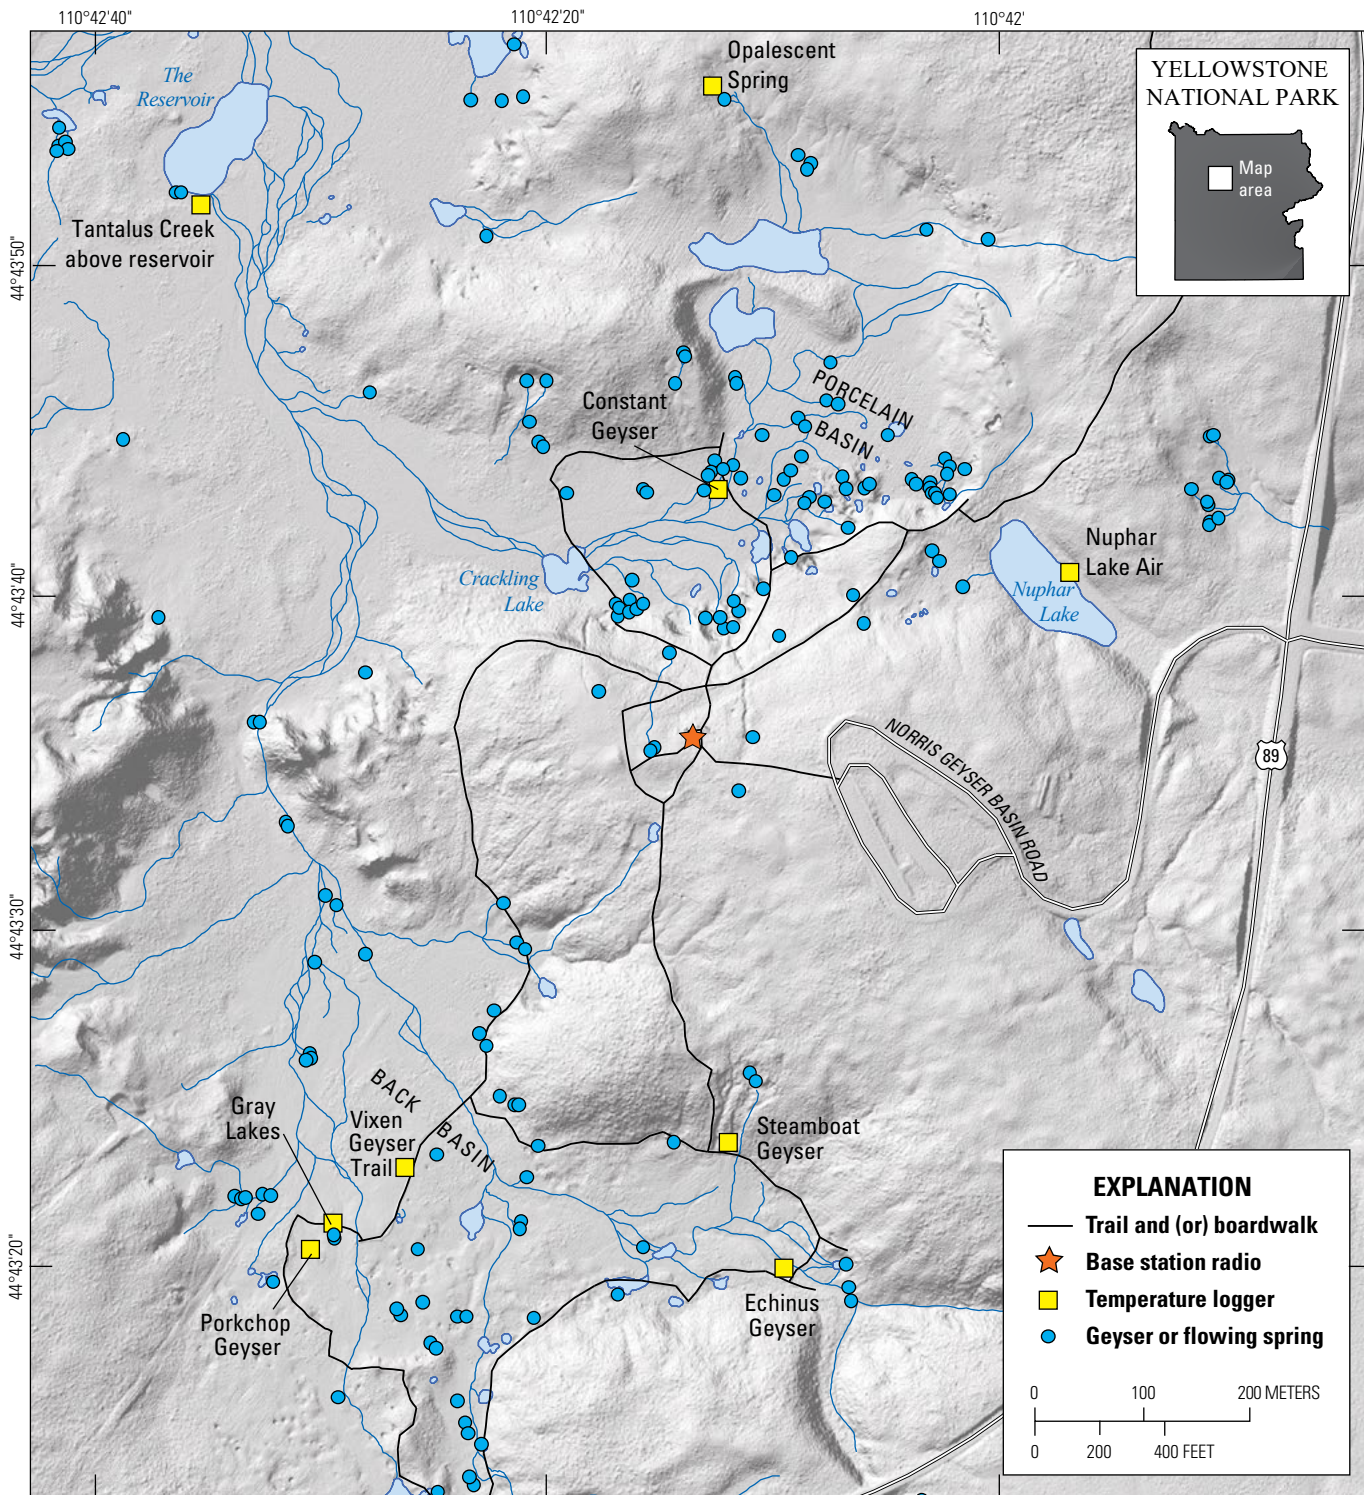 110°42'40"
110°42'20"
110°42'
44°43'50"
44°43'40"
44°43'30"
44°43'20"
The
Reservoir
Opalescent
Spring
YELLOWSTONE
NATIONAL PARK
Map
area
Tantalus Creek
above reservoir
PORCELAIN
BASIN
Constant
Geyser
Crackling
Lake
Nuphar
Lake Air
Nuphar
Lake
NORRIS GEYSER BASIN ROAD
89
BACK
BASIN
Gray
Lakes
Vixen
Geyser
Trail
Steamboat
Geyser
Porkchop
Geyser
Echinus
Geyser
EXPLANATION
Trail and (or) boardwalk
Base station radio
Temperature logger
Geyser or flowing spring
0 100 200 METERS
0 200 400 FEET